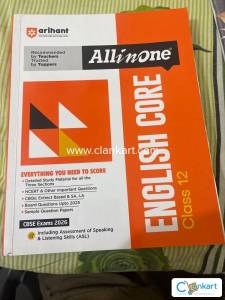 arihant
Recommended
by Teachers
Trusted
by Toppers
All in One
www.clankart.com
ENGLISH CORE
Class 12
EVERYTHING YOU NEED TO SCORE
• Detailed Study Material for all the
Three Sections
• NCERT & Other Important Questions
• CBSE Extract Based & SA, LA
• Board Questions Upto 2025
• Sample Question Papers
CBSE Exams 2026
Including Assessment of Speaking
& Listening Skills (ASL)
Clankart